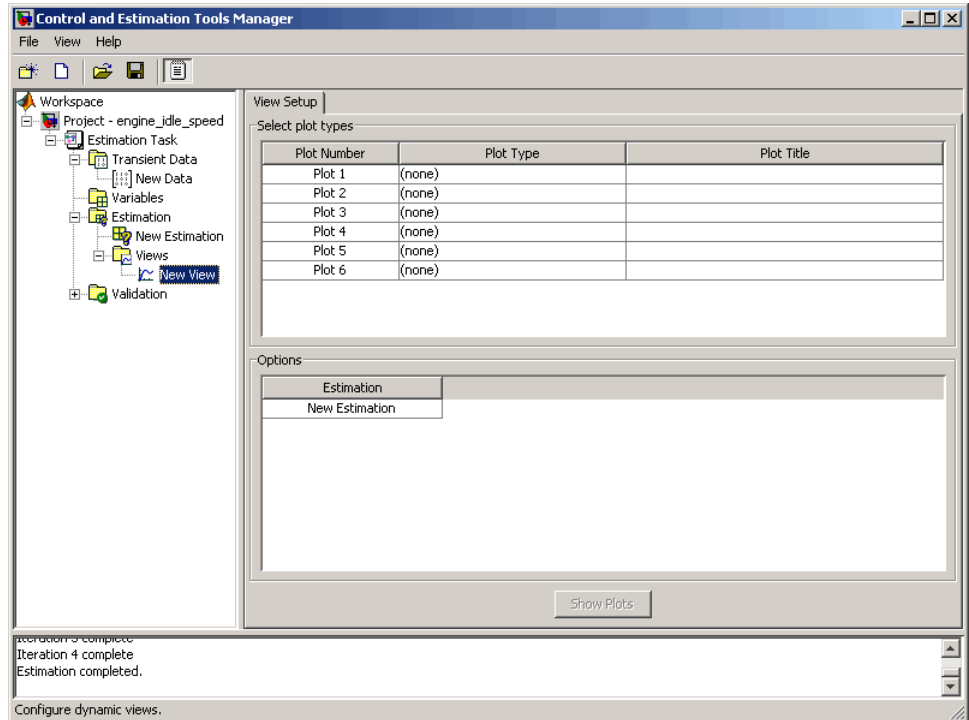 Control and Estimation Tools Manager
File View Help
Workspace
Project - engine_idle_speed
Estimation Task
Transient Data
New Data
Variables
Estimation
New Estimation
Views
New View
Validation
View Setup
Select plot types
Plot Number Plot Type Plot Title
Plot 1 (none)
Plot 2 (none)
Plot 3 (none)
Plot 4 (none)
Plot 5 (none)
Plot 6 (none)
Options
Estimation
New Estimation
Show Plots
Iteration 3 complete
Iteration 4 complete
Estimation completed.
Configure dynamic views.